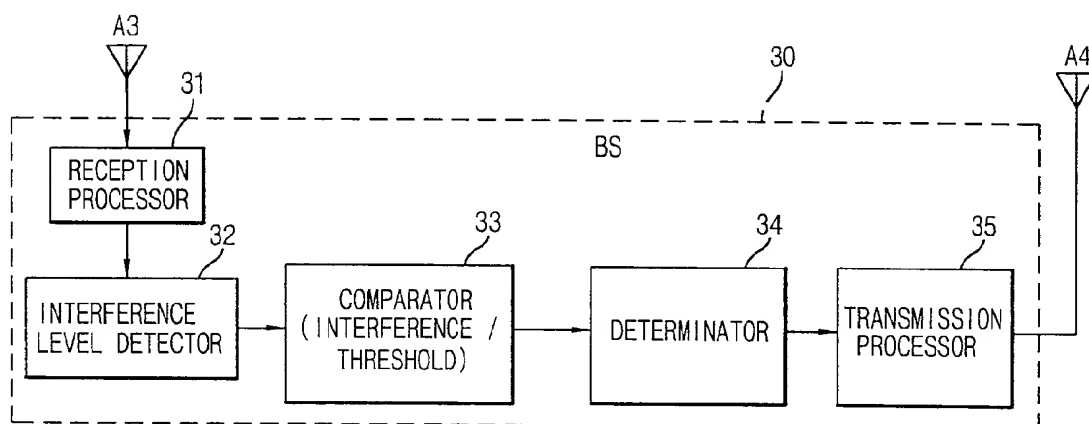 A3
A4
31
30
BS
RECEPTION
PROCESSOR
32
33
34
35
INTERFERENCE
LEVEL DETECTOR
COMPARATOR
(INTERFERENCE /
THRESHOLD)
DETERMINATOR
TRANSMISSION
PROCESSOR